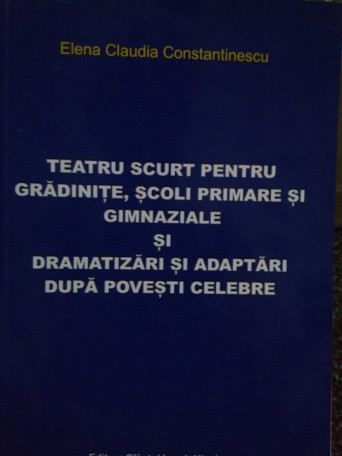 Elena Claudia Constantinescu
TEATRU SCURT PENTRU
GRĂDINIȚE, ȘCOLI PRIMARE ȘI
GIMNAZIALE
ȘI
DRAMATIZĂRI ȘI ADAPTĂRI
DUPĂ POVEȘTI CELEBRE